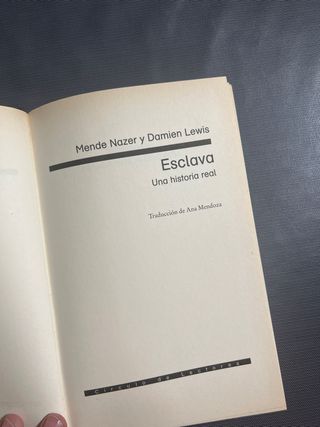 Mende Nazer y Damien Lewis
Esclava
Una historia real
Traducción de Ana Mendoza
Círculo de Lectores